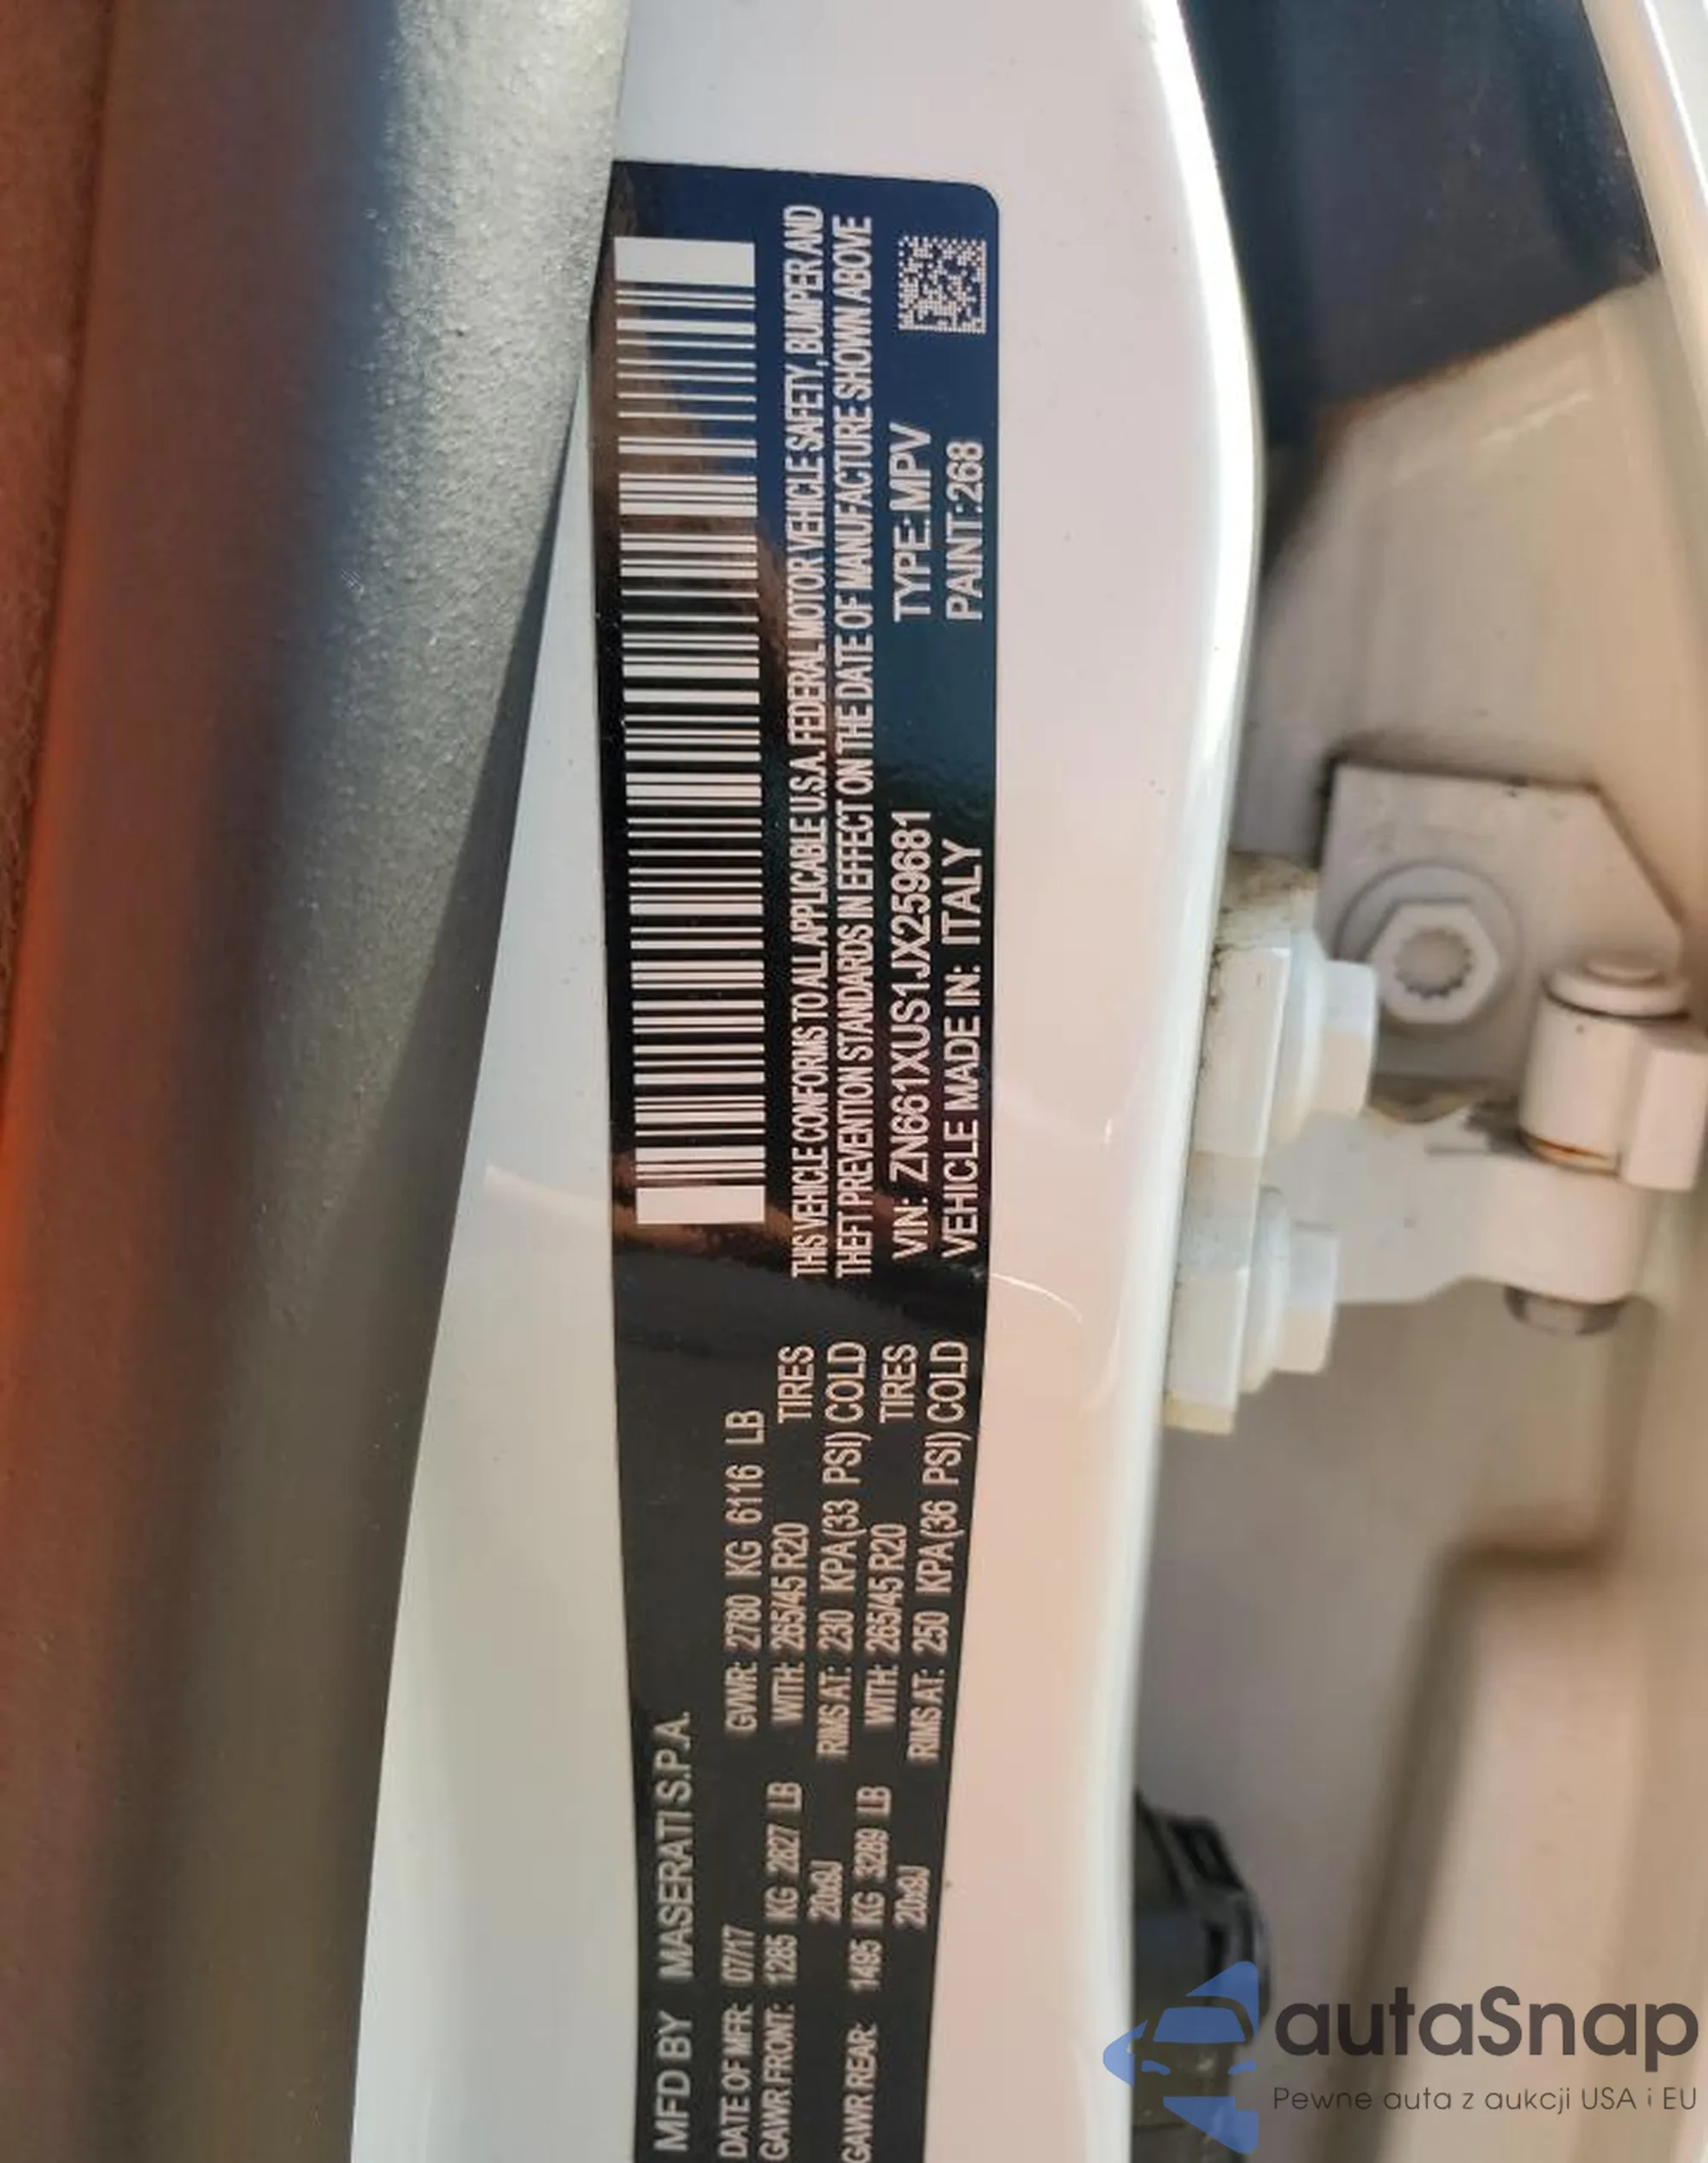 MFD BY MASERATI S.P.A.
DATE OF MFR: 07/17 GVWR: 2780 KG 6116 LB
GAWR FRONT: 1285 KG 2827 LB WITH: 265/45 R20 TIRES
20x9J RIMS AT: 230 KPA (33 PSI) COLD
GAWR REAR: 1495 KG 3289 LB WITH: 265/45 R20 TIRES
20x9J RIMS AT: 250 KPA (36 PSI) COLD
THIS VEHICLE CONFORMS TO ALL APPLICABLE U.S.A. FEDERAL MOTOR VEHICLE SAFETY, BUMPER AND
THEFT PREVENTION STANDARDS IN EFFECT ON THE DATE OF MANUFACTURE SHOWN ABOVE
VIN: ZN661XUS1JX259681 TYPE: MPV
VEHICLE MADE IN: ITALY PAINT: 268
autaSnap
Pewne auta z aukcji USA i EU